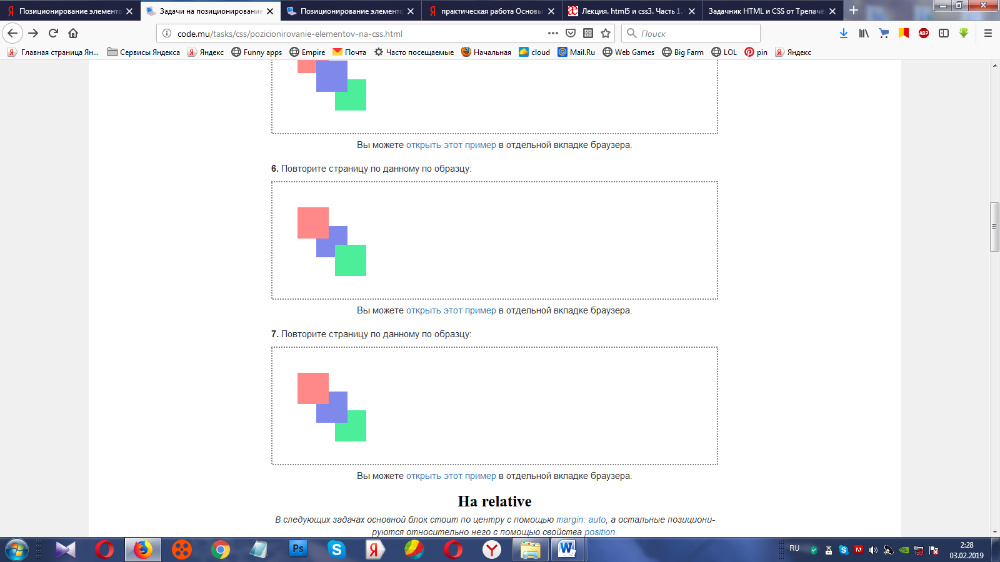 Позиционирование элементо
Задачи на позиционирование
Позиционирование элементо
практическая работа Основы
Лекция. html5 и css3. Часть 1.
Задачник HTML и CSS от Трепачё
code.mu/tasks/css/pozicionirovanie-elementov-na-css.html
Поиск
ABP
Главная страница Ян...
Сервисы Яндекса
Яндекс
Funny apps
Empire
Почта
Часто посещаемые
Начальная
cloud
Mail.Ru
Web Games
Big Farm
LOL
pin
Яндекс
Вы можете открыть этот пример в отдельной вкладке браузера.
6. Повторите страницу по данному по образцу:
Вы можете открыть этот пример в отдельной вкладке браузера.
7. Повторите страницу по данному по образцу:
Вы можете открыть этот пример в отдельной вкладке браузера.
На relative
В следующих задачах основной блок стоит по центру с помощью margin: auto, а остальные позициони-
руются относительно него с помощью свойства position.
RU
2:28
03.02.2019